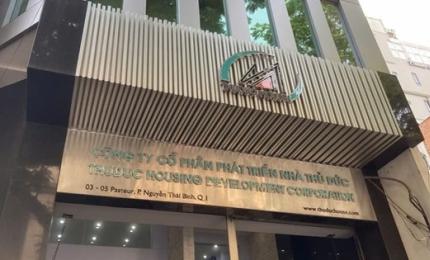 CÔNG TY CỔ PHẦN PHÁT TRIỂN NHÀ THỦ ĐỨC
THUDUC HOUSING DEVELOPMENT CORPORATION
03 - 05 Pasteur, P. Nguyễn Thái Bình, Q.1
www.thuduchouse.com